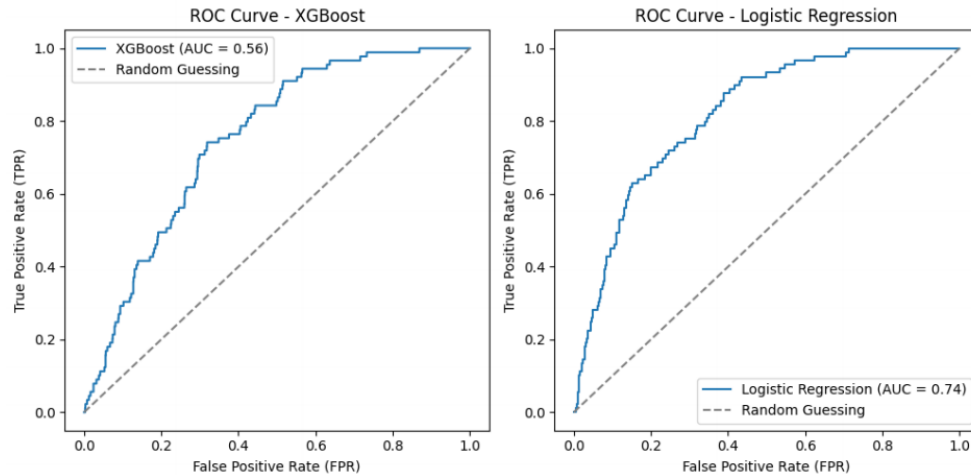 ROC Curve - XGBoost
XGBoost (AUC = 0.56)
Random Guessing
True Positive Rate (TPR)
1.0
0.8
0.6
0.4
0.2
0.0
0.0 0.2 0.4 0.6 0.8 1.0
False Positive Rate (FPR)
ROC Curve - Logistic Regression
True Positive Rate (TPR)
1.0
0.8
0.6
0.4
0.2
0.0
Logistic Regression (AUC = 0.74)
Random Guessing
0.0 0.2 0.4 0.6 0.8 1.0
False Positive Rate (FPR)